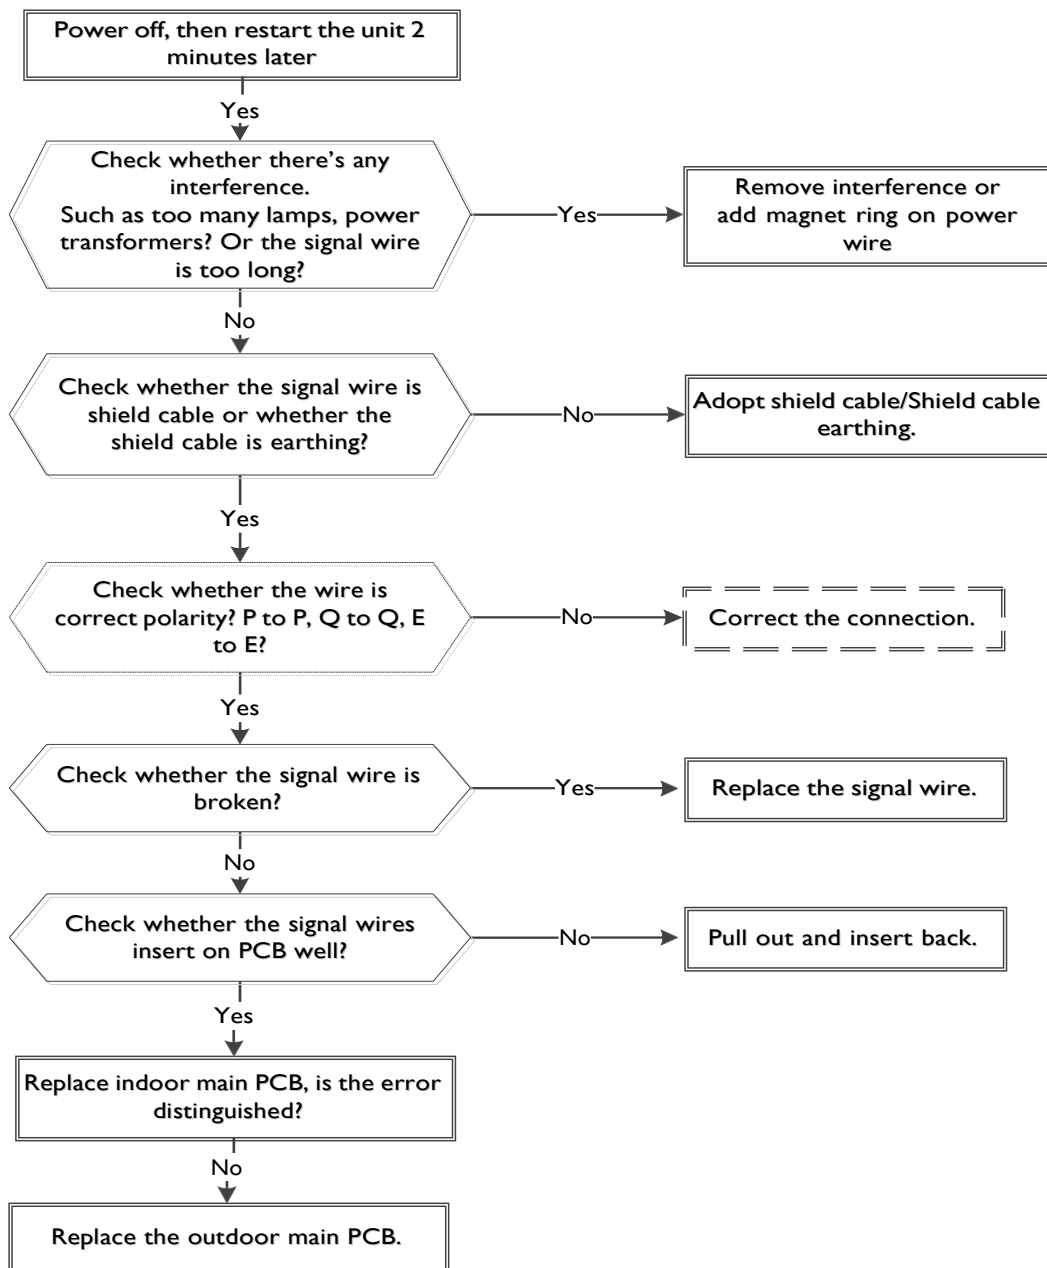 Power off, then restart the unit 2
minutes later
Yes
Check whether there's any
interference.
Such as too many lamps, power
transformers? Or the signal wire
is too long?
Yes
Remove interference or
add magnet ring on power
wire
No
Check whether the signal wire is
shield cable or whether the
shield cable is earthing?
No
Adopt shield cable/Shield cable
earthing.
Yes
Check whether the wire is
correct polarity? P to P, Q to Q, E
to E?
No
Correct the connection.
Yes
Check whether the signal wire is
broken?
Yes
Replace the signal wire.
No
Check whether the signal wires
insert on PCB well?
No
Pull out and insert back.
Yes
Replace indoor main PCB, is the error
distinguished?
No
Replace the outdoor main PCB.